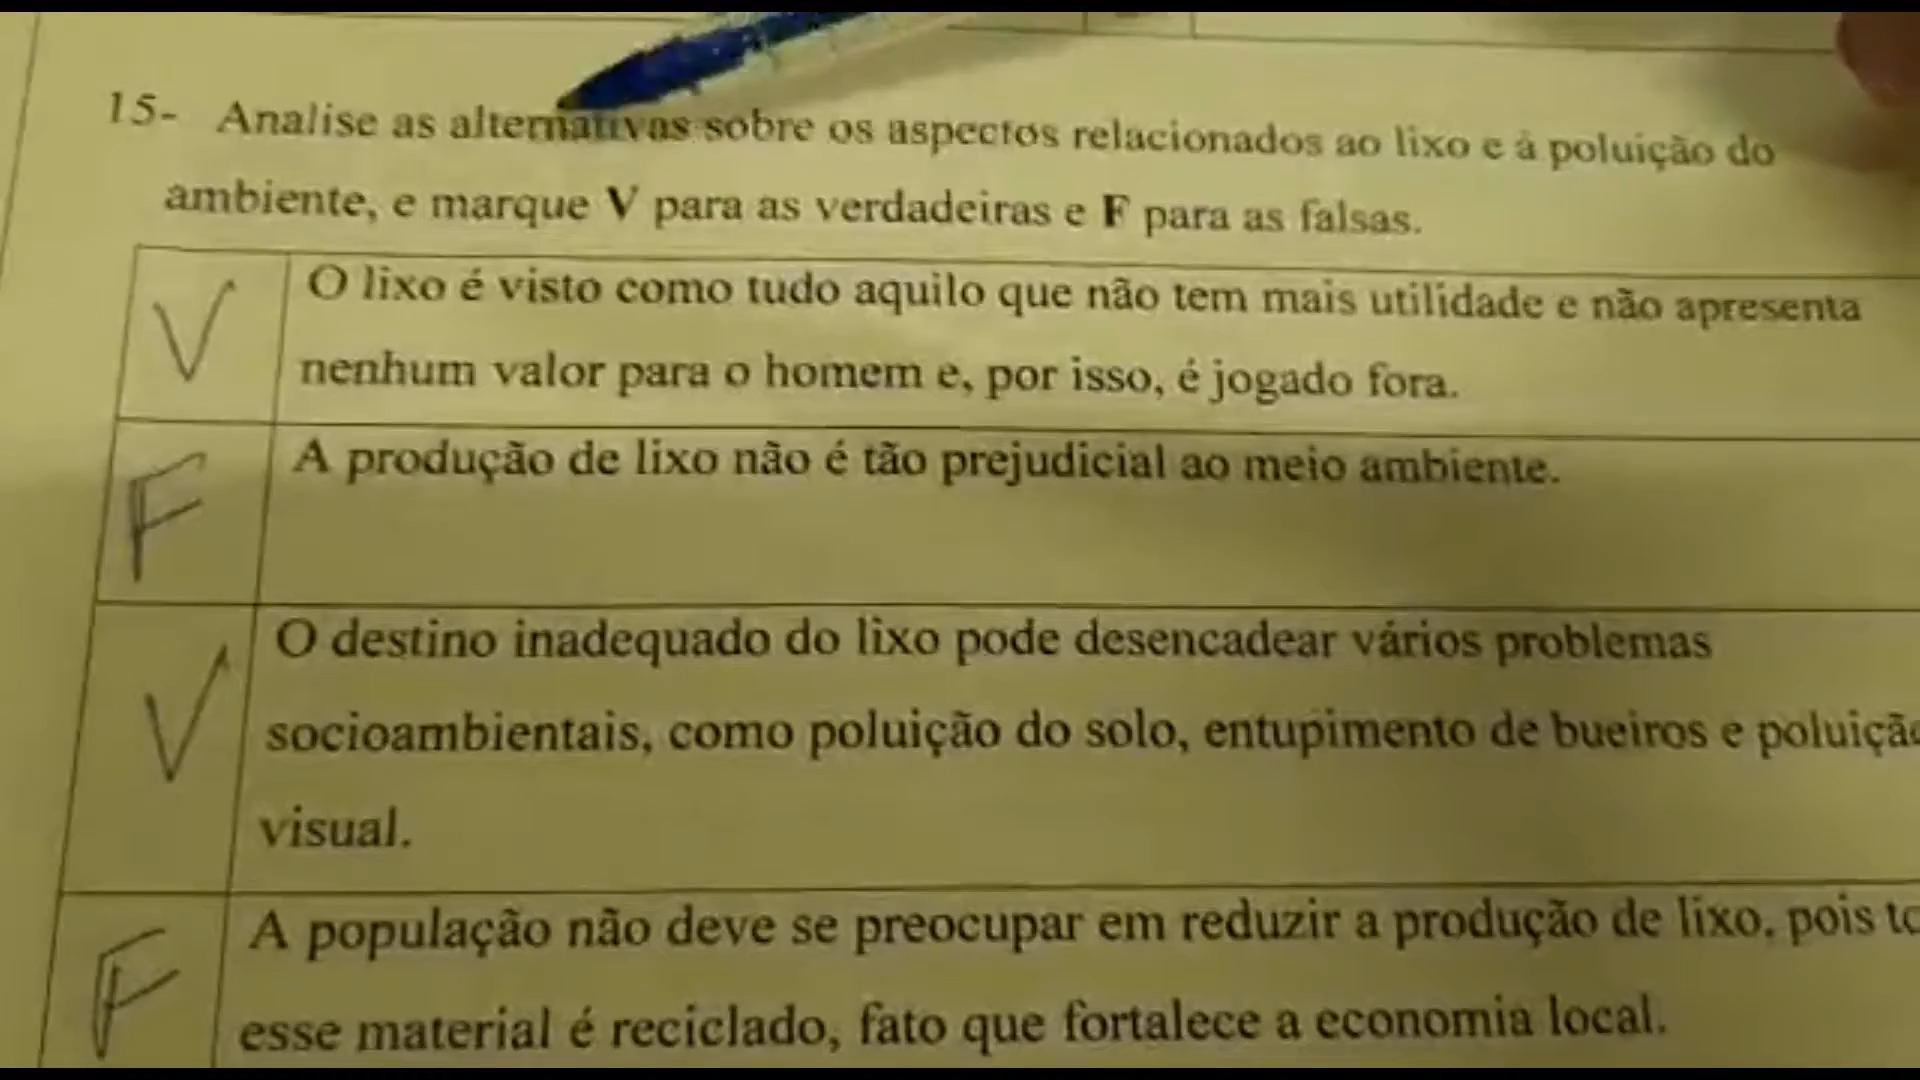 15- Analise as alternativas sobre os aspectos relacionados ao lixo e à poluição do
ambiente, e marque V para as verdadeiras e F para as falsas.
V
O lixo é visto como tudo aquilo que não tem mais utilidade e não apresenta
nenhum valor para o homem e, por isso, é jogado fora.
F
A produção de lixo não é tão prejudicial ao meio ambiente.
V
O destino inadequado do lixo pode desencadear vários problemas
socioambientais, como poluição do solo, entupimento de bueiros e
visual.
F
A população não deve se preocupar em reduzir a produção de lixo, pois
esse material é reciclado, fato que fortalece a economia local.